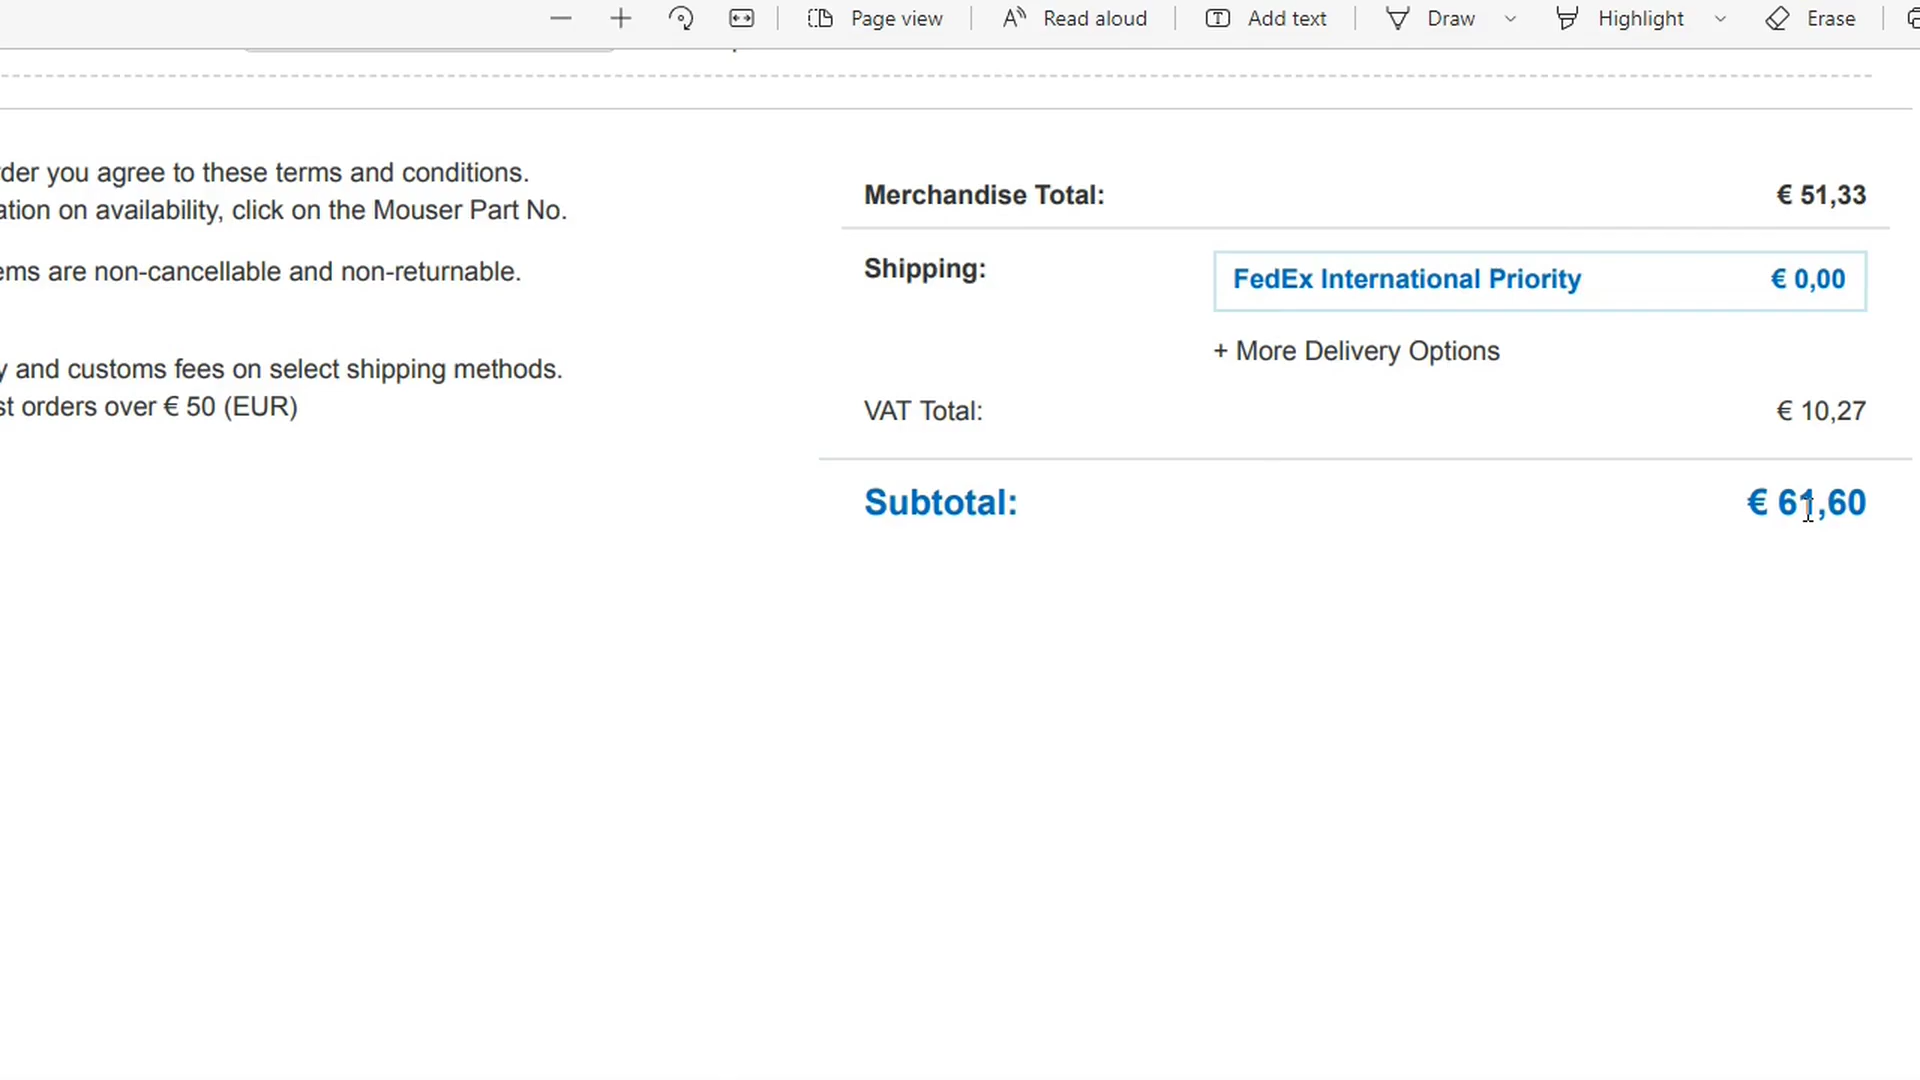 Page view
Read aloud
Add text
Draw
Highlight
Erase
der you agree to these terms and conditions.
ation on availability, click on the Mouser Part No.
ems are non-cancellable and non-returnable.
y and customs fees on select shipping methods.
st orders over € 50 (EUR)
Merchandise Total: € 51,33
Shipping: FedEx International Priority € 0,00
+ More Delivery Options
VAT Total: € 10,27
Subtotal: € 61,60